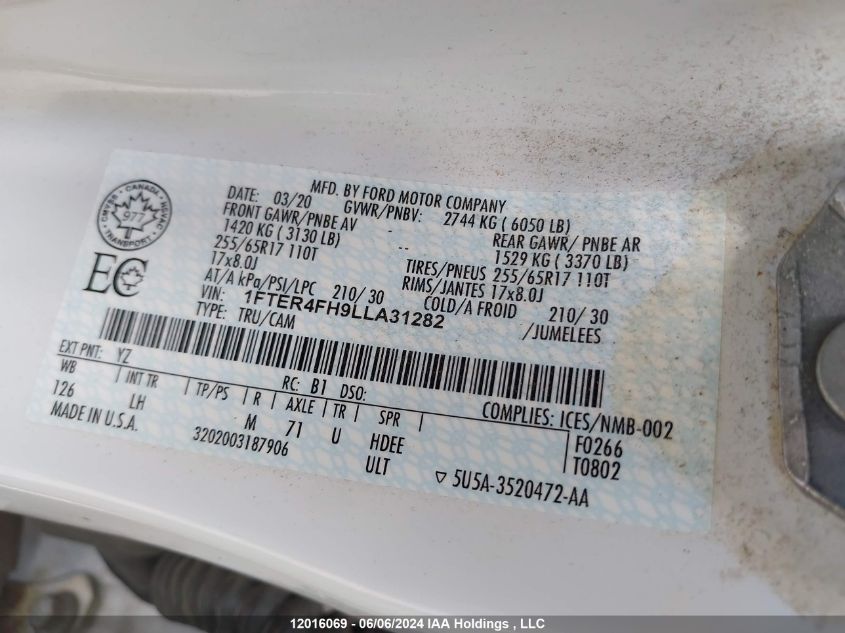 MFD. BY FORD MOTOR COMPANY
DATE: 03/20 GVWR/PNBV: 2744 KG ( 6050 LB)
FRONT GAWR/PNBE AV - REAR GAWR/ PNBE AR
1420 KG ( 3130 LB) -- 1529 KG ( 3370 LB)
255/65R17 110T TIRES/PNEUS 255/65R17 110T
17x8.0J RIMS/JANTES 17x8.0J
AT/A kPa/PSI/LPC 210/ 30 COLD/A FROID 210/ 30
VIN: 1FTER4FH9LLA31282 /JUMELEES
TYPE: TRU/CAM
CANADA
977
TRANSPORT
EC
EXT PNT: YZ RC: B1 DSO: COMPLIES: ICES/NMB-002
WB INT TR TP/PS R AXLE TR SPR F0266
126 LH M 71 U HDEE T0802
MADE IN U.S.A. 3202003187906 ULT 5U5A-3520472-AA
12016069 - 06/06/2024 IAA Holdings , LLC